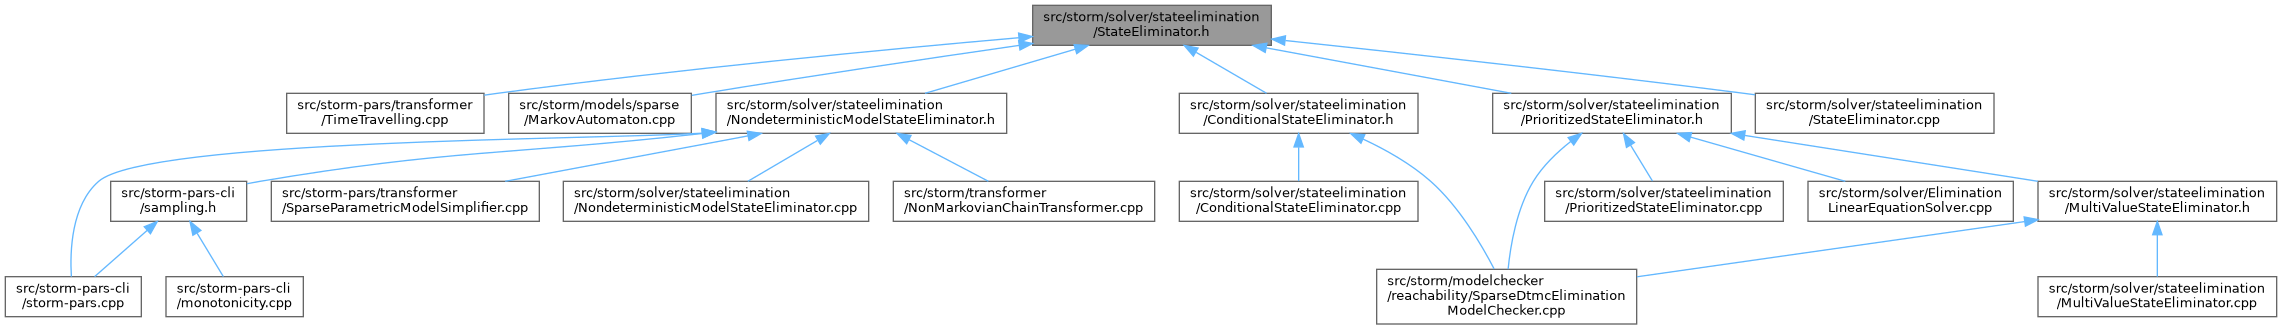 src/storm/solver/stateelimination
/StateEliminator.h
src/storm-pars/transformer
/TimeTravelling.cpp
src/storm/models/sparse
/MarkovAutomaton.cpp
src/storm/solver/stateelimination
/NondeterministicModelStateEliminator.h
src/storm/solver/stateelimination
/ConditionalStateEliminator.h
src/storm/solver/stateelimination
/PrioritizedStateEliminator.h
src/storm/solver/stateelimination
/StateEliminator.cpp
src/storm-pars-cli
/sampling.h
src/storm-pars/transformer
/SparseParametricModelSimplifier.cpp
src/storm/solver/stateelimination
/NondeterministicModelStateEliminator.cpp
src/storm/transformer
/NonMarkovianChainTransformer.cpp
src/storm/solver/stateelimination
/ConditionalStateEliminator.cpp
src/storm/solver/stateelimination
/PrioritizedStateEliminator.cpp
src/storm/solver/Elimination
LinearEquationSolver.cpp
src/storm/solver/stateelimination
/MultiValueStateEliminator.h
src/storm-pars-cli
/storm-pars.cpp
src/storm-pars-cli
/monotonicity.cpp
src/storm/modelchecker
/reachability/SparseDtmcElimination
ModelChecker.cpp
src/storm/solver/stateelimination
/MultiValueStateEliminator.cpp